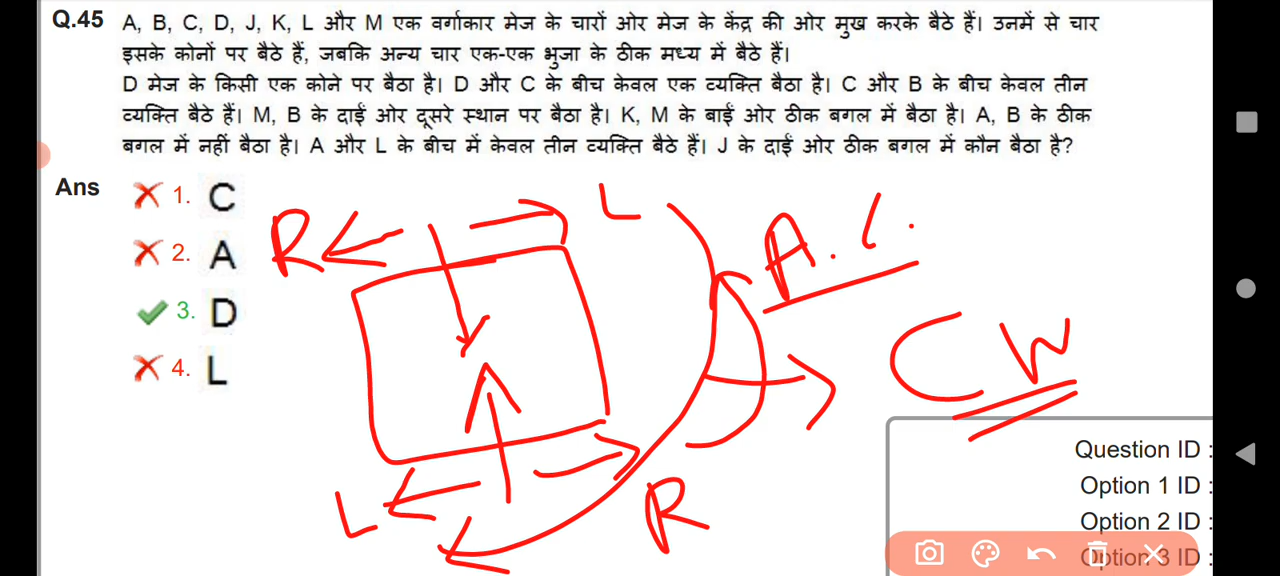 Q.45 A, B, C, D, J, K, L और M एक वर्गाकार मेज के चारों ओर मेज के केंद्र की ओर मुख करके बैठे हैं। उनमें से चार
इसके कोनों पर बैठे हैं, जबकि अन्य चार एक-एक भुजा के ठीक मध्य में बैठे हैं।
D मेज के किसी एक कोने पर बैठा है। D और C के बीच केवल एक व्यक्ति बैठा है। C और B के बीच केवल तीन
व्यक्ति बैठे हैं। M, B के दाईं ओर दूसरे स्थान पर बैठा है। K, M के बाईं ओर ठीक बगल में बैठा है। A, B के ठीक
बगल में नहीं बैठा है। A और L के बीच में केवल तीन व्यक्ति बैठे हैं। J के दाईं ओर ठीक बगल में कौन बैठा है?
Ans 1. C
2. A
3. D
4. L
R L
A.C.
CW
L R
Question ID :
Option 1 ID :
Option 2 ID :
Option 3 ID :